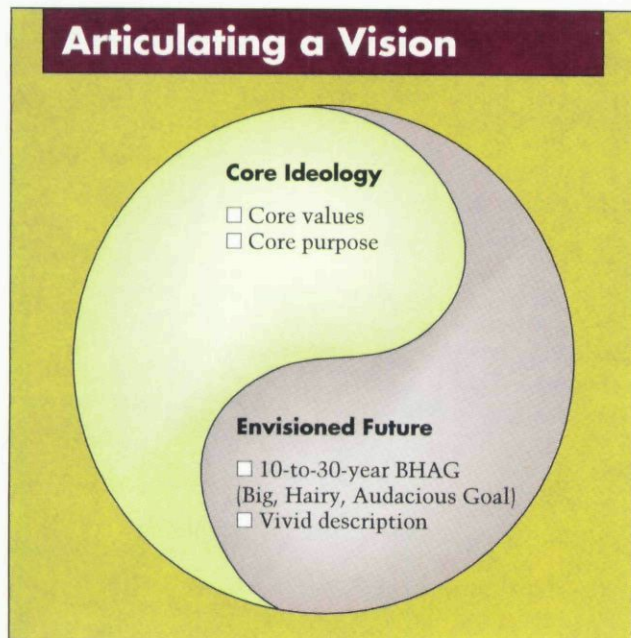 Articulating a Vision
Core Ideology
☐ Core values
☐ Core purpose
Envisioned Future
☐ 10-to-30-year BHAG
(Big, Hairy, Audacious Goal)
☐ Vivid description